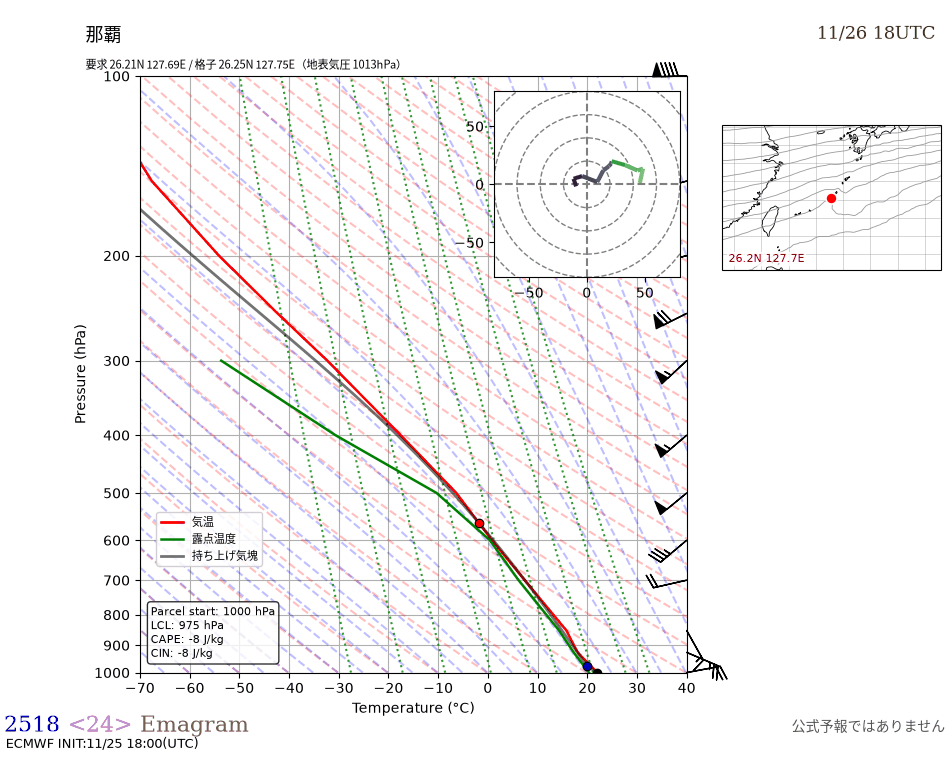 那覇
11/26 18UTC
要求 26.21N 127.69E / 格子 26.25N 127.75E（地表気圧 1013hPa）
100
200
300
400
500
600
700
800
900
1000
Pressure (hPa)
50
0
−50
−50 0 50
26.2N 127.7E
気温
露点温度
持ち上げ気塊
Parcel start: 1000 hPa
LCL: 975 hPa
CAPE: -8 J/kg
CIN: -8 J/kg
−70 −60 −50 −40 −30 −20 −10 0 10 20 30 40
Temperature (°C)
2518 <24> Emagram
公式予報ではありません
ECMWF INIT:11/25 18:00(UTC)